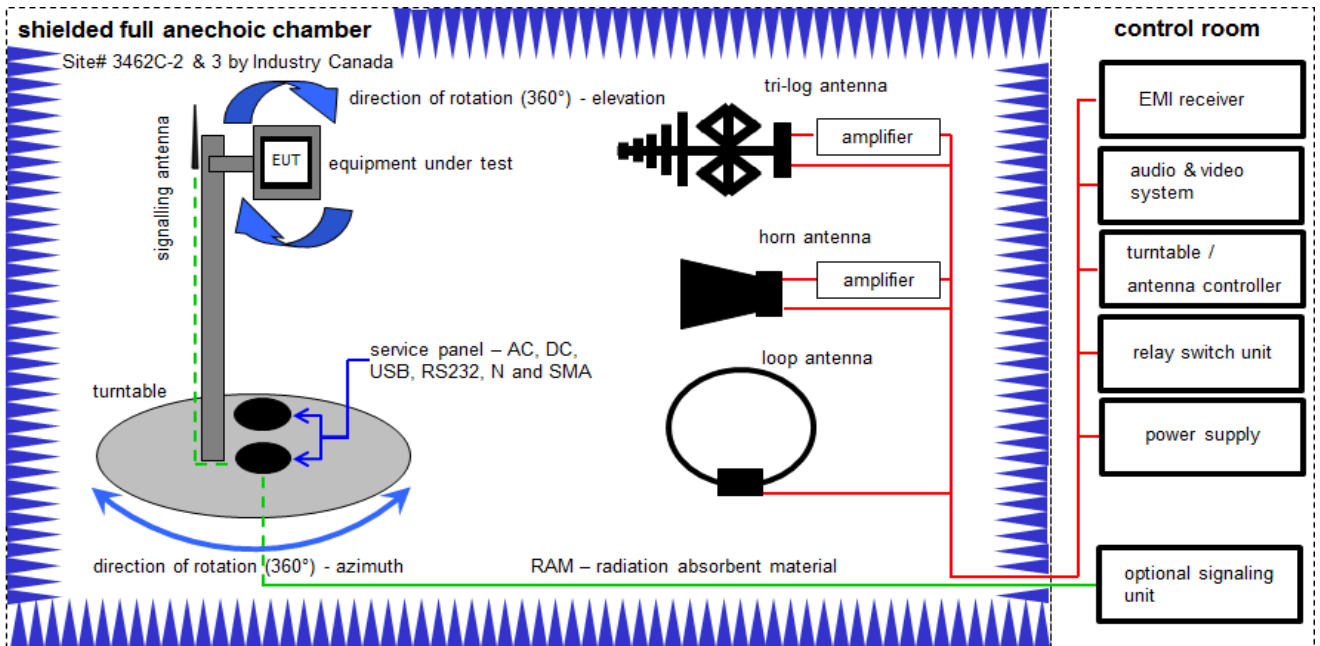 shielded full anechoic chamber
Site# 3462C-2 & 3 by Industry Canada
direction of rotation (360°) - elevation
signalling antenna
EUT
equipment under test
tri-log antenna
amplifier
horn antenna
amplifier
service panel – AC, DC,
USB, RS232, N and SMA
loop antenna
turntable
direction of rotation (360°) - azimuth
RAM – radiation absorbent material
control room
EMI receiver
audio & video
system
turntable /
antenna controller
relay switch unit
power supply
optional signaling
unit